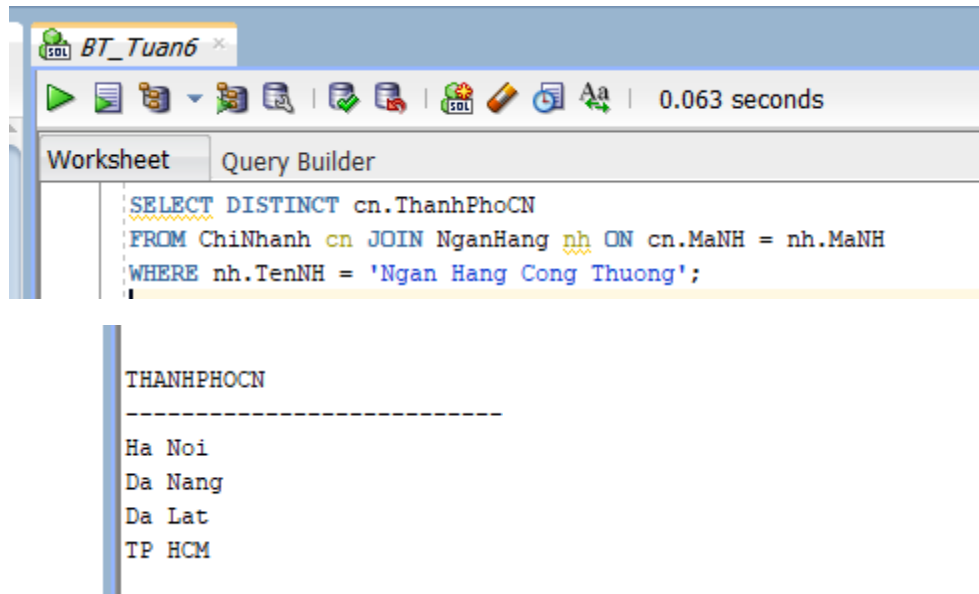 BT_Tuan6
0.063 seconds
Worksheet Query Builder
SELECT DISTINCT cn.ThanhPhoCN
FROM ChiNhanh cn JOIN NganHang nh ON cn.MaNH = nh.MaNH
WHERE nh.TenNH = 'Ngan Hang Cong Thuong';
THANHPHOCN
---------------------------
Ha Noi
Da Nang
Da Lat
TP HCM